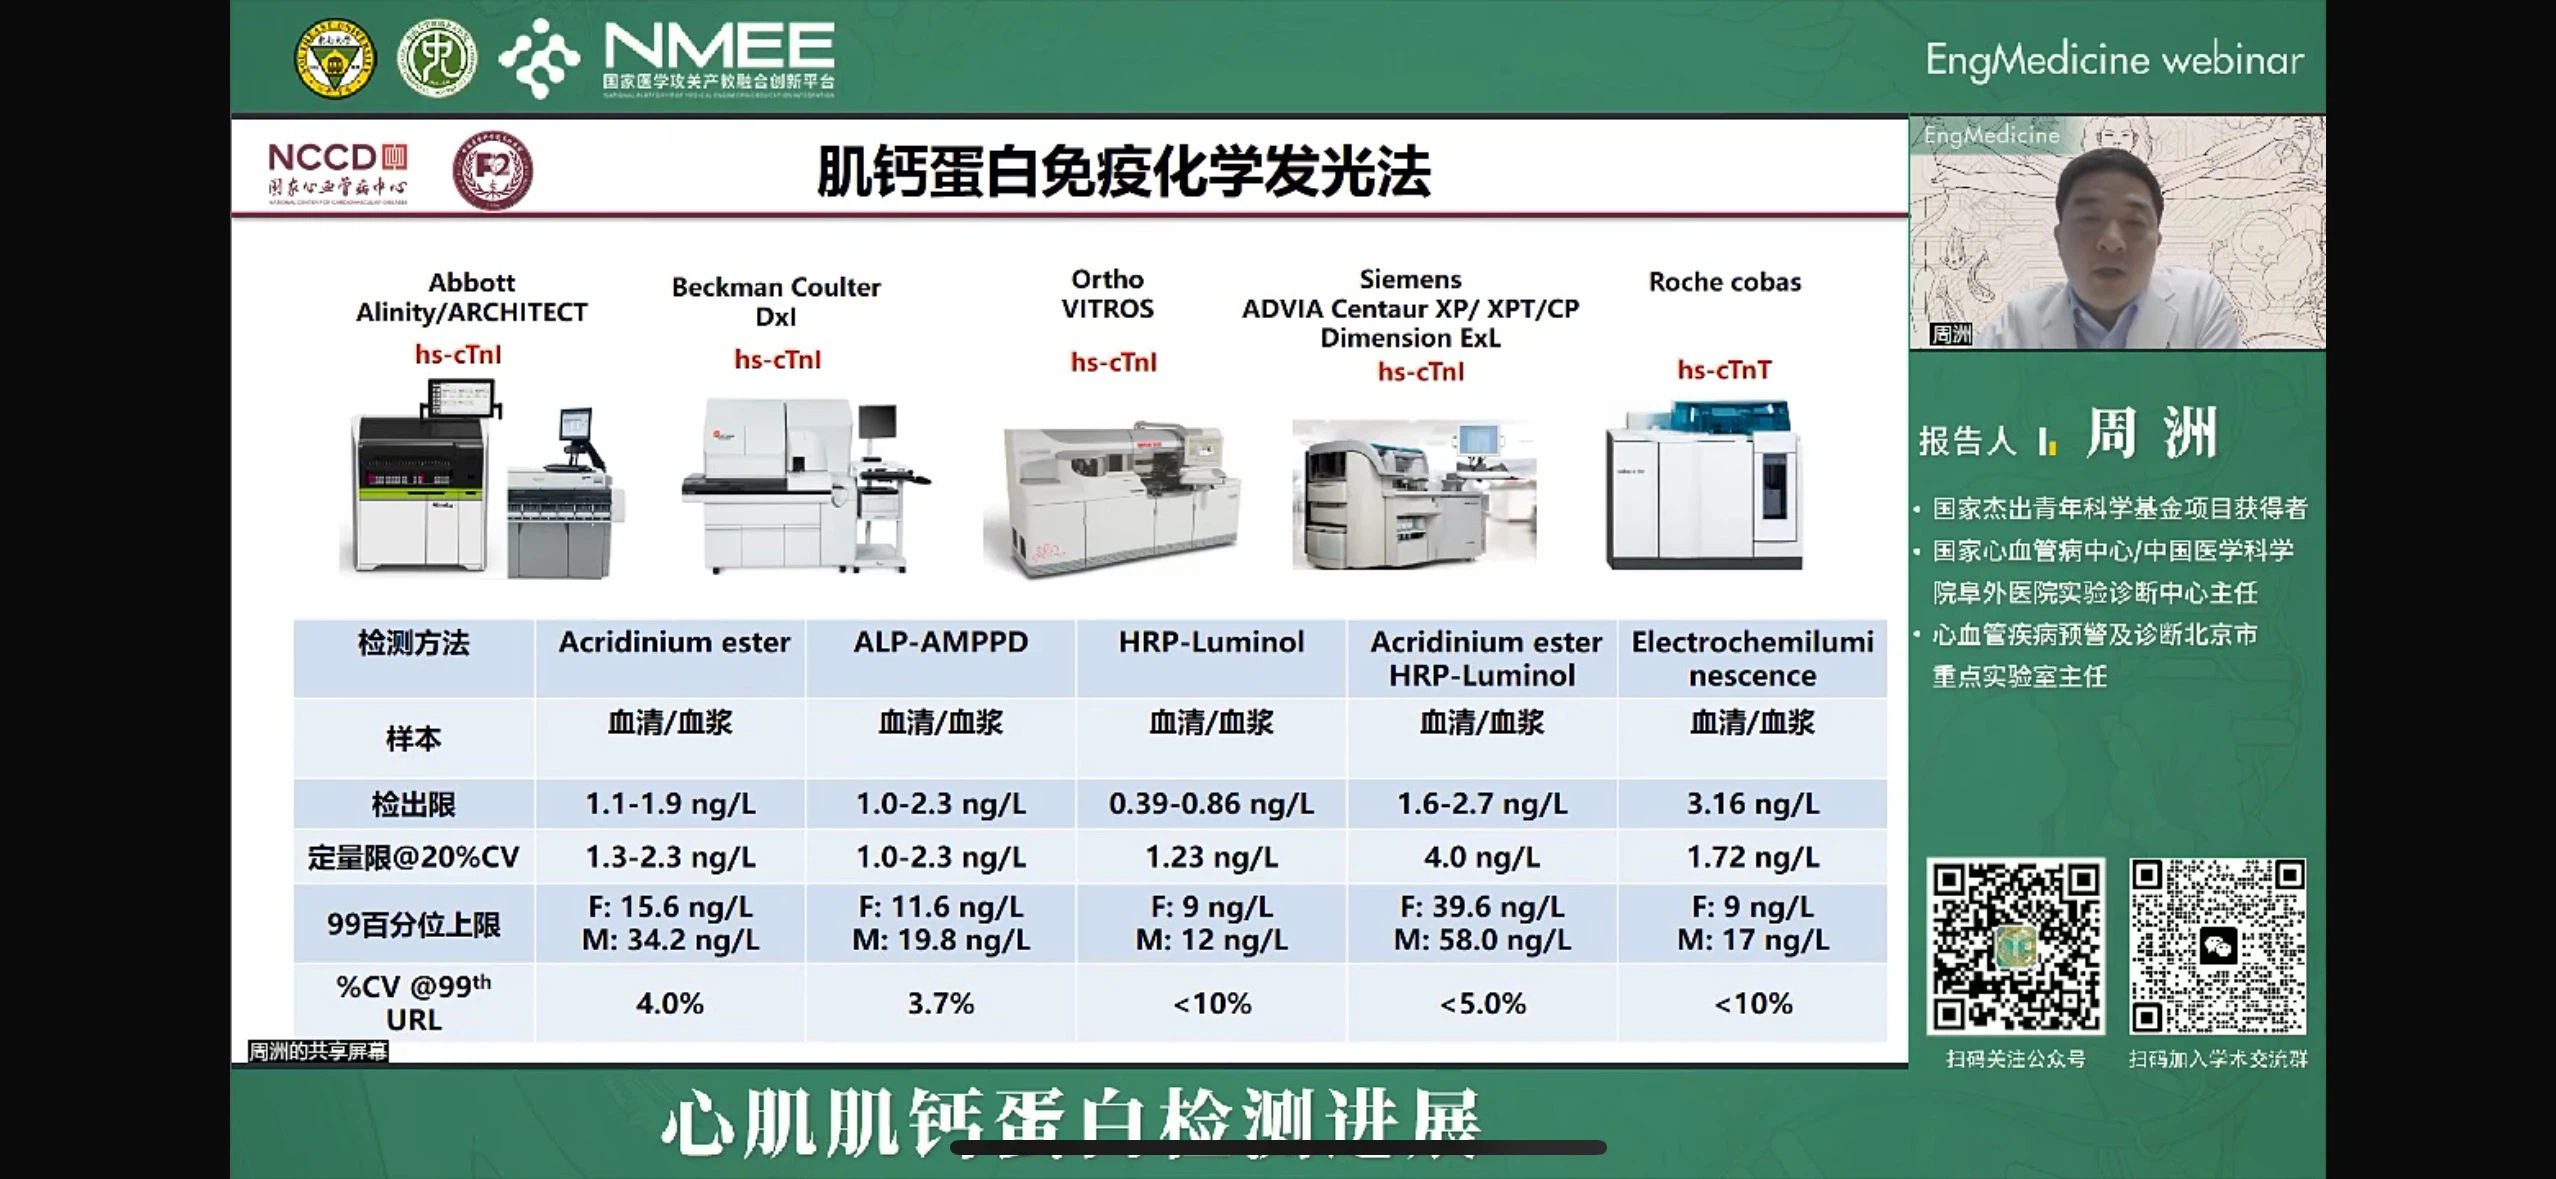 NMEE
国家医学攻关产教融合创新平台
EngMedicine webinar
NCCD
国家心血管病中心
NATIONAL CENTER FOR CARDIOVASCULAR DISEASES
肌钙蛋白免疫化学发光法
EngMedicine
周洲
Abbott
Alinity/ARCHITECT
hs-cTnI
Beckman Coulter
DxI
hs-cTnI
Ortho
VITROS
hs-cTnI
Siemens
ADVIA Centaur XP/ XPT/CP
Dimension ExL
hs-cTnI
Roche cobas
hs-cTnT
检测方法 Acridinium ester ALP-AMPPD HRP-Luminol Acridinium ester Electrochemilumi
HRP-Luminol nescence
样本 血清/血浆 血清/血浆 血清/血浆 血清/血浆 血清/血浆
检出限 1.1-1.9 ng/L 1.0-2.3 ng/L 0.39-0.86 ng/L 1.6-2.7 ng/L 3.16 ng/L
定量限@20%CV 1.3-2.3 ng/L 1.0-2.3 ng/L 1.23 ng/L 4.0 ng/L 1.72 ng/L
99百分位上限 F: 15.6 ng/L F: 11.6 ng/L F: 9 ng/L F: 39.6 ng/L F: 9 ng/L
M: 34.2 ng/L M: 19.8 ng/L M: 12 ng/L M: 58.0 ng/L M: 17 ng/L
%CV @99th
URL 4.0% 3.7% <10% <5.0% <10%
周洲的共享屏幕
报告人 周洲
• 国家杰出青年科学基金项目获得者
• 国家心血管病中心/中国医学科学
院阜外医院实验诊断中心主任
• 心血管疾病预警及诊断北京市
重点实验室主任
扫码关注公众号
扫码加入学术交流群
心肌肌钙蛋白检测进展